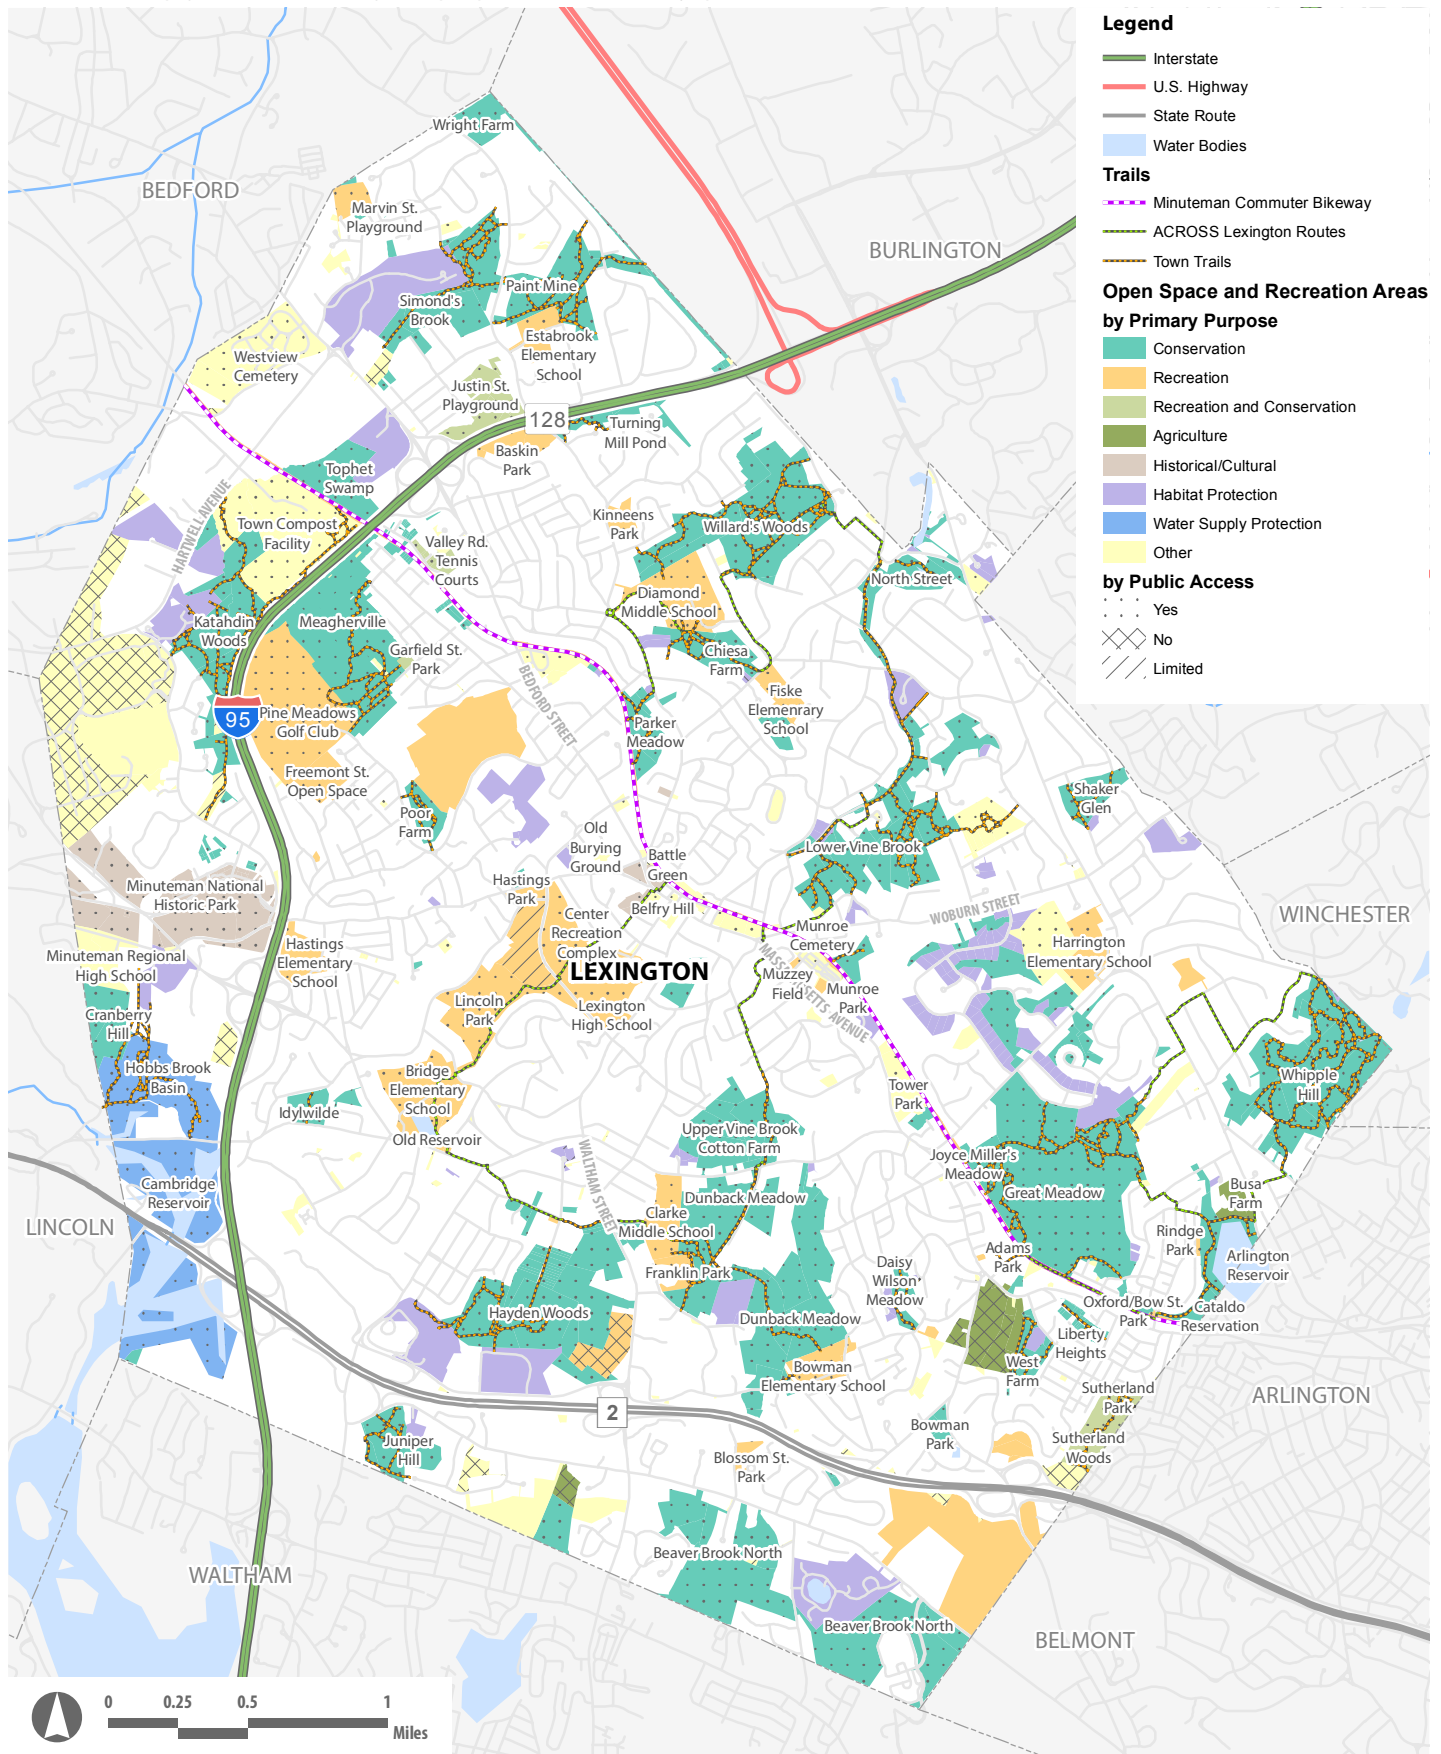 Legend
Interstate
U.S. Highway
State Route
Water Bodies
Trails
Minuteman Commuter Bikeway
ACROSS Lexington Routes
Town Trails
Open Space and Recreation Areas
by Primary Purpose
Conservation
Recreation
Recreation and Conservation
Agriculture
Historical/Cultural
Habitat Protection
Water Supply Protection
Other
by Public Access
Yes
No
Limited
Wright Farm
BEDFORD
Marvin St.
Playground
BURLINGTON
Simond's
Brook
Paint Mine
Estabrook
Elementary
School
Westview
Cemetery
Justin St.
Playground
128
Turning
Mill Pond
Baskin
Park
Tophet
Swamp
HARTWELL AVENUE
Town Compost
Facility
Valley Rd.
Tennis
Courts
Kinneens
Park
Willard's Woods
North Street
Diamond
Middle School
Katahdin
Woods
Meagherville
Garfield St.
Park
Chiesa
Farm
BEDFORD STREET
Fiske
Elemenrary
School
95
Pine Meadows
Golf Club
Parker
Meadow
Freemont St.
Open Space
Poor
Farm
Shaker
Glen
Old
Burying
Ground
Battle
Green
Lower Vine Brook
Minuteman National
Historic Park
Hastings
Park
Belfry Hill
WOBURN STREET
WINCHESTER
Center
Recreation
Complex
Munroe
Cemetery
Harrington
Elementary School
Minuteman Regional
High School
Hastings
Elementary
School
LEXINGTON
MASSACHUSETTS AVENUE
Muzzey
Field
Munroe
Park
Lincoln
Park
Lexington
High School
Cranberry
Hill
Hobbs Brook
Basin
Bridge
Elementary
School
Tower
Park
Whipple
Hill
Idylwilde
Old Reservoir
Upper Vine Brook
Cotton Farm
WALTHAM STREET
Joyce Miller's
Meadow
Great Meadow
Cambridge
Reservoir
Dunback Meadow
Busa
Farm
LINCOLN
Clarke
Middle School
Rindge
Park
Arlington
Reservoir
Adams
Park
Franklin Park
Daisy
Wilson
Meadow
Hayden Woods
Dunback Meadow
Oxford/Bow St.
Park
Cataldo
Reservation
Liberty
Heights
Bowman
Elementary School
West
Farm
Sutherland
Park
ARLINGTON
2
Juniper
Hill
Bowman
Park
Sutherland
Woods
Blossom St.
Park
Beaver Brook North
WALTHAM
Beaver Brook North
BELMONT
0 0.25 0.5 1
Miles